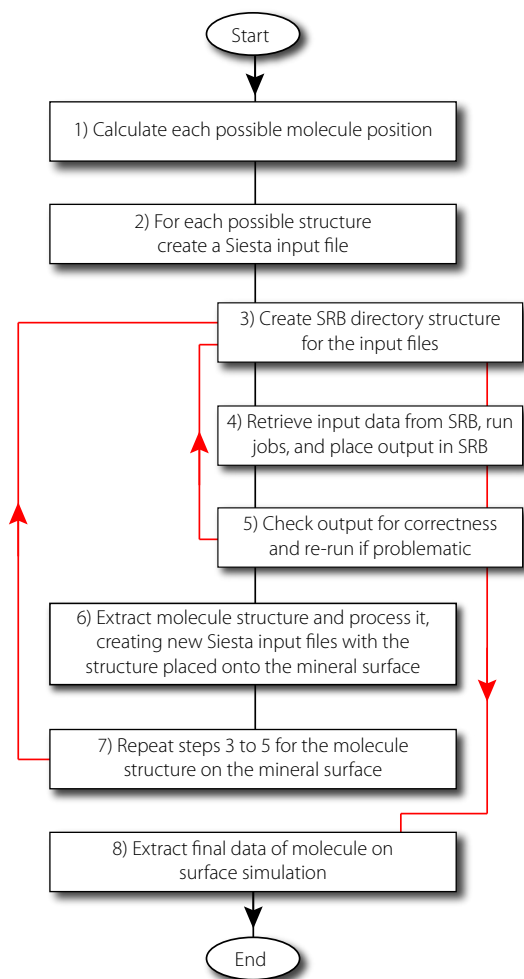 Start
1) Calculate each possible molecule position
2) For each possible structure
create a Siesta input file
3) Create SRB directory structure
for the input files
4) Retrieve input data from SRB, run
jobs, and place output in SRB
5) Check output for correctness
and re-run if problematic
6) Extract molecule structure and process it,
creating new Siesta input files with the
structure placed onto the mineral surface
7) Repeat steps 3 to 5 for the molecule
structure on the mineral surface
8) Extract final data of molecule on
surface simulation
End